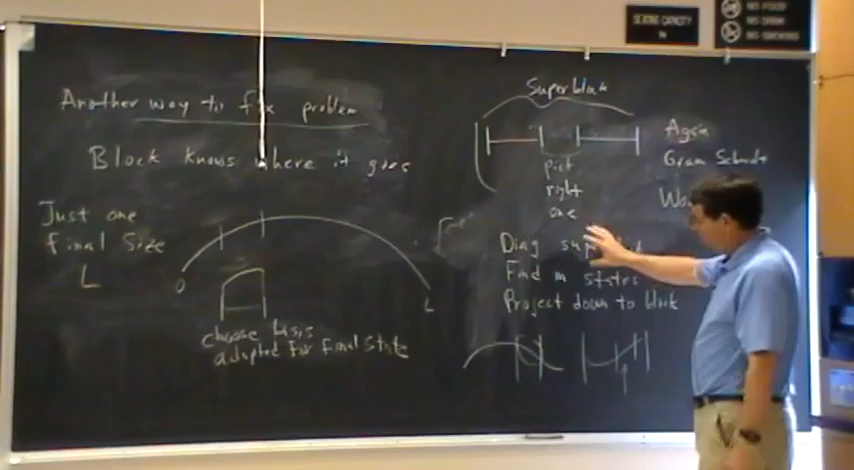 Another way to fix problem
Block knows where it goes
Just one
final size
L
0
L
choose basis
adapted for final state
Superblock
pick
right
one
Again
Gram Schmidt
Diag
Find m states
Project down to block
SEATING CAPACITY
NO FOOD
NO DRINK
NO SMOKING